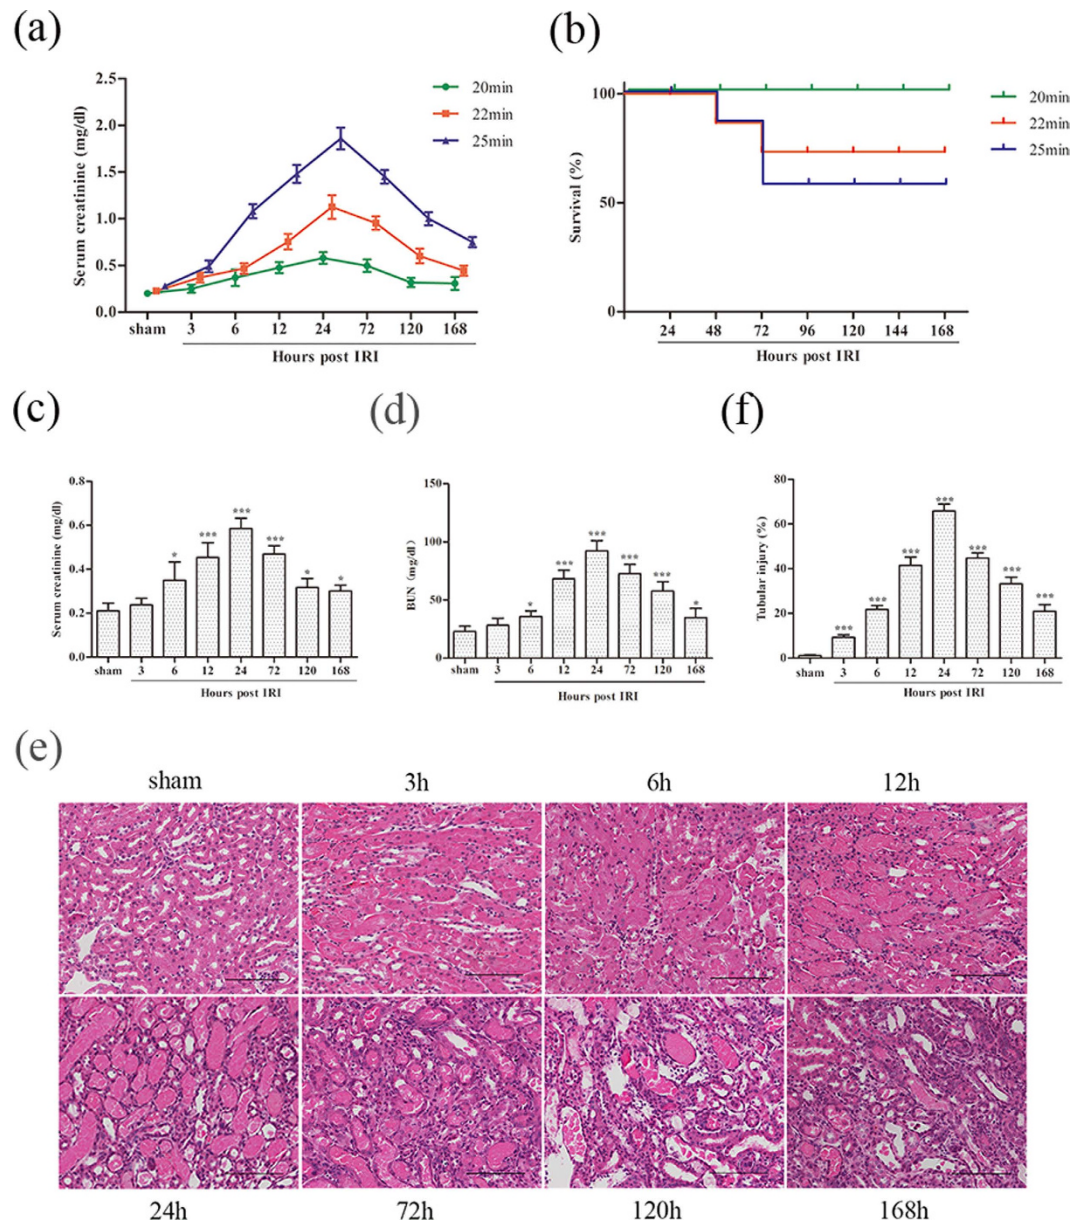 (a)
Serum creatinine (mg/dl)
2.5
2.0
1.5
1.0
0.5
0.0
20min
22min
25min
sham 3 6 12 24 72 120 168
Hours post IRI
(b)
Survival (%)
100
50
0
20min
22min
25min
24 48 72 96 120 144 168
Hours post IRI
(c)
Serum creatinine (mg/dl)
0.8
0.6
0.4
0.2
0.0
* *** *** *** * *
sham 3 6 12 24 72 120 168
Hours post IRI
(d)
BUN (mg/dl)
150
100
50
0
* *** *** *** *** *
sham 3 6 12 24 72 120 168
Hours post IRI
(f)
Tubular injury (%)
80
60
40
20
0
*** *** *** *** *** *** ***
sham 3 6 12 24 72 120 168
Hours post IRI
(e)
sham 3h 6h 12h
24h 72h 120h 168h